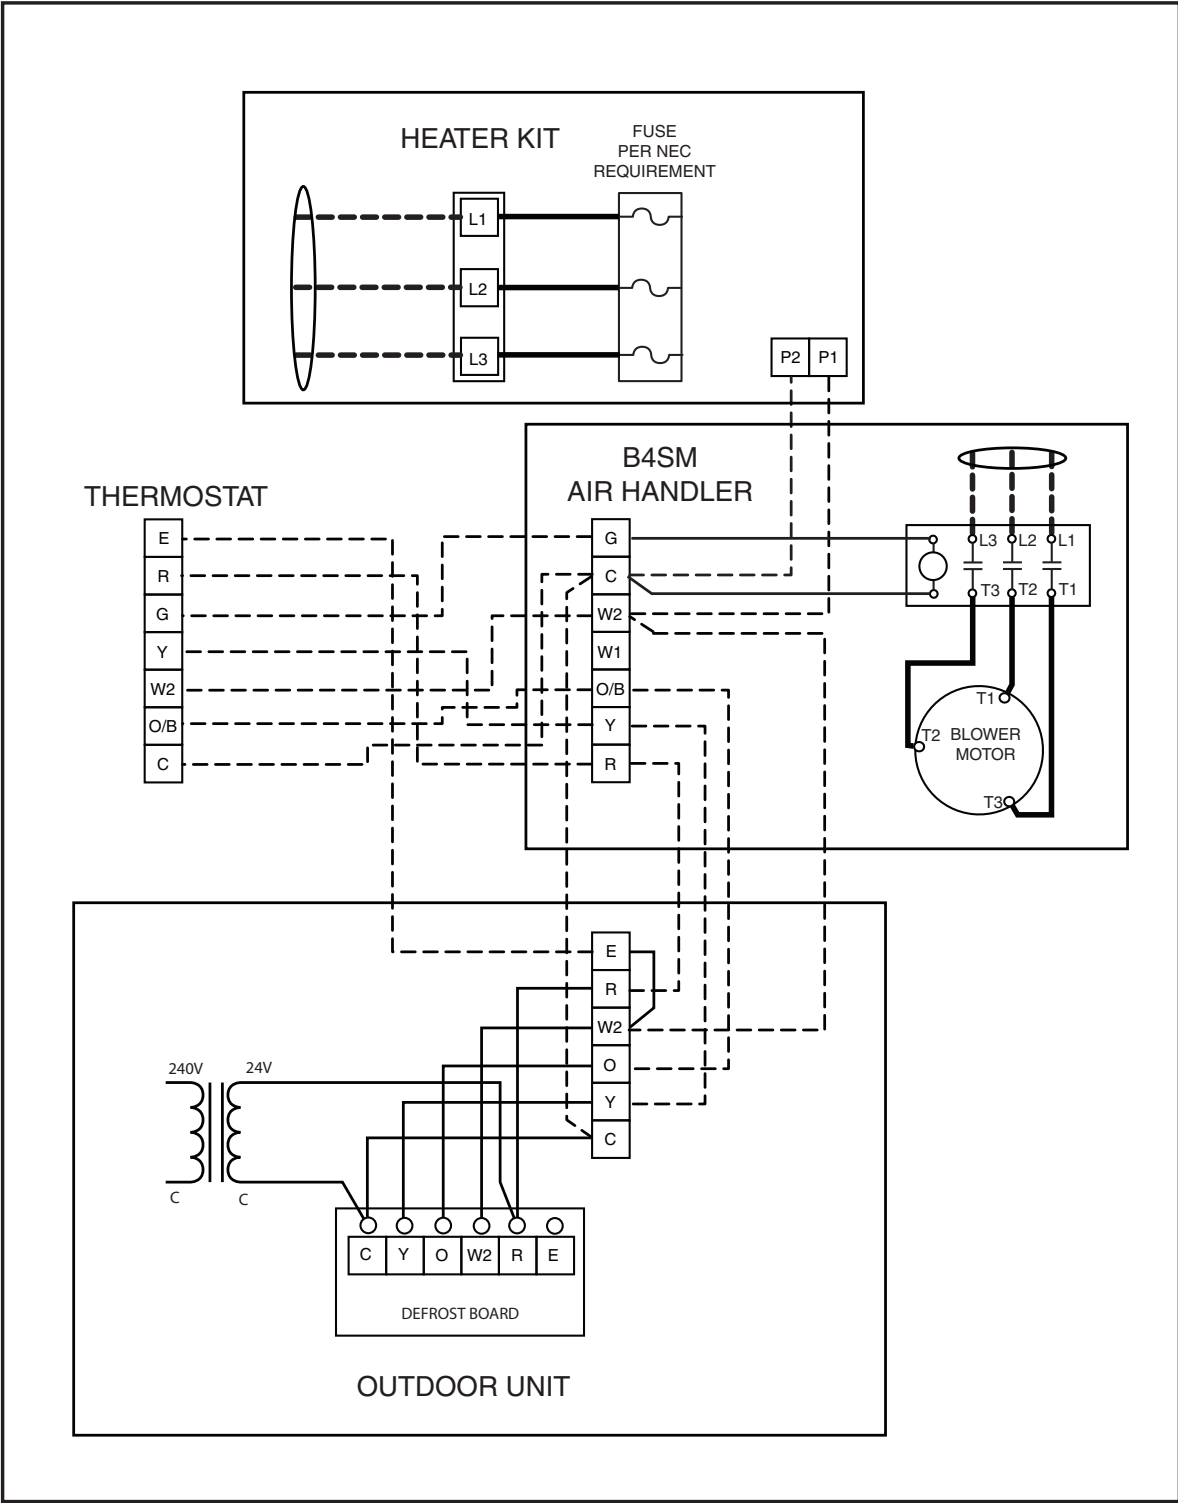 HEATER KIT
FUSE
PER NEC
REQUIREMENT
L1
L2
L3
P2 P1
B4SM
AIR HANDLER
THERMOSTAT
E
R
G
Y
W2
O/B
C
G
C
W2
W1
O/B
Y
R
L3 L2 L1
T3 T2 T1
T1
T2
BLOWER
MOTOR
T3
E
R
W2
O
Y
C
240V 24V
C C
C Y O W2 R E
DEFROST BOARD
OUTDOOR UNIT